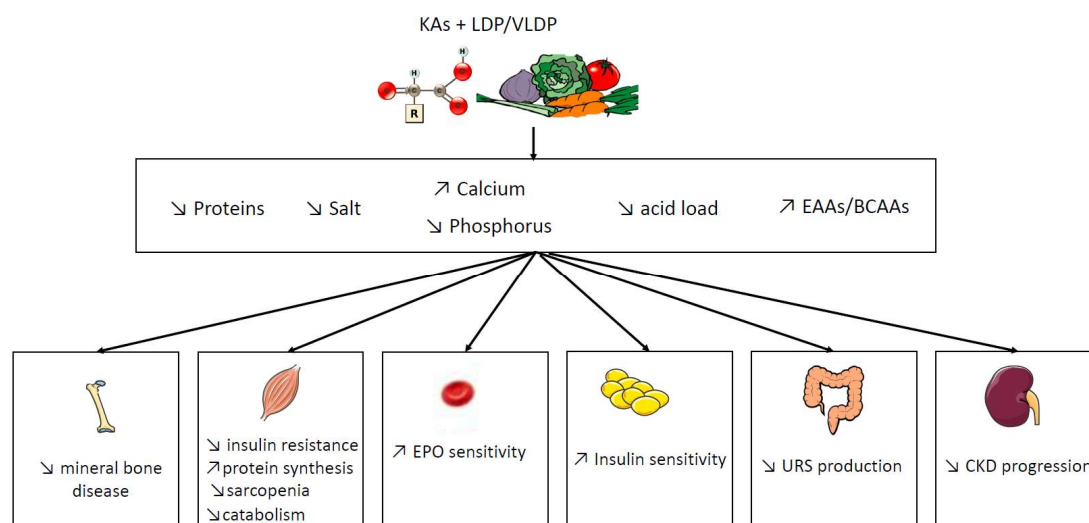 KAs + LDP/VLDP
H
H
C
C
R
↗ Calcium
↘ Proteins ↘ Salt ↘ acid load ↗ EAAs/BCAAs
↘ Phosphorus
↘ mineral bone
disease
↘ insulin resistance
↗ protein synthesis
↘ sarcopenia
↘ catabolism
↗ EPO sensitivity
↗ Insulin sensitivity
↘ URS production
↘ CKD progression